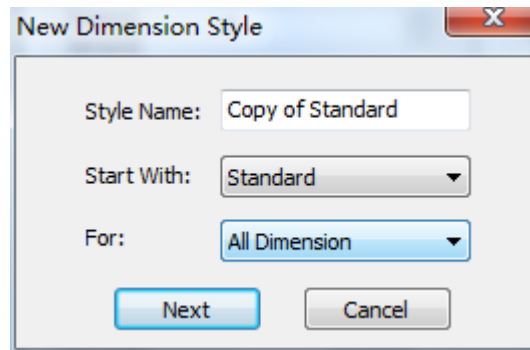 New Dimension Style
Style Name: Copy of Standard
Start With: Standard
For: All Dimension
Next Cancel